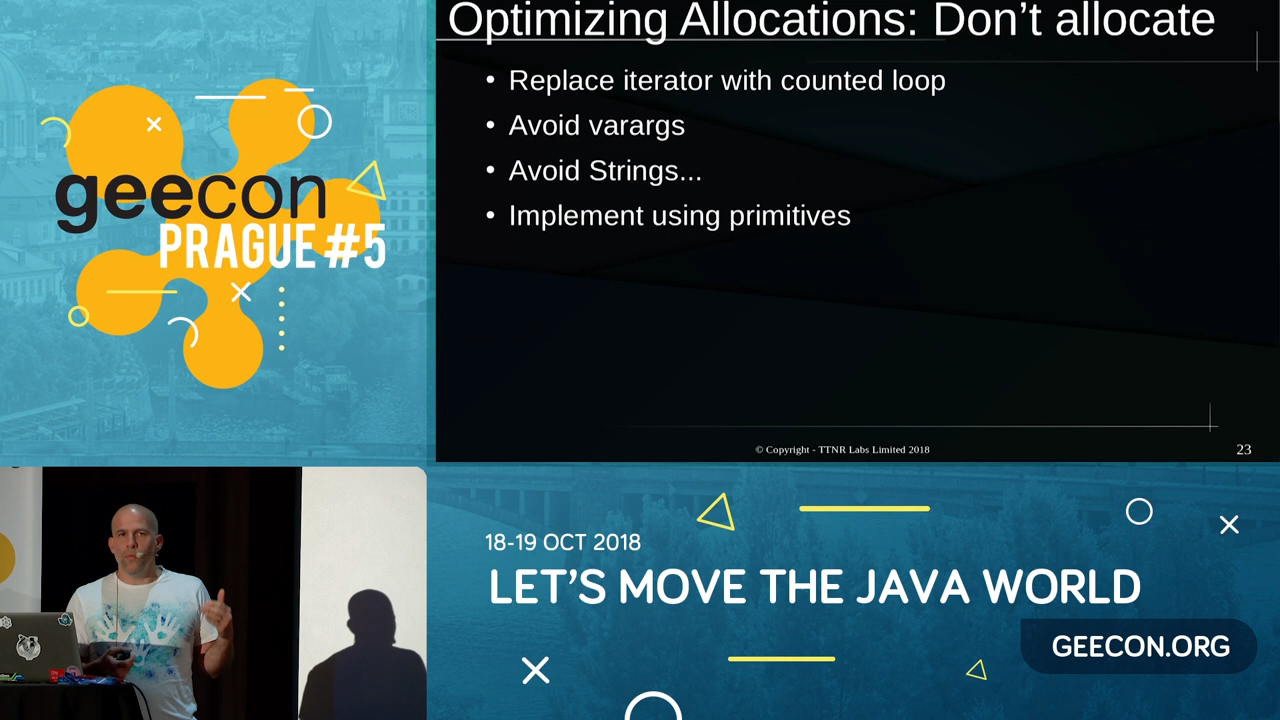 geecon
PRAGUE #5
Optimizing Allocations: Don’t allocate
• Replace iterator with counted loop
• Avoid varargs
• Avoid Strings...
• Implement using primitives
© Copyright - TTNR Labs Limited 2018
23
18-19 OCT 2018
LET’S MOVE THE JAVA WORLD
GEECON.ORG